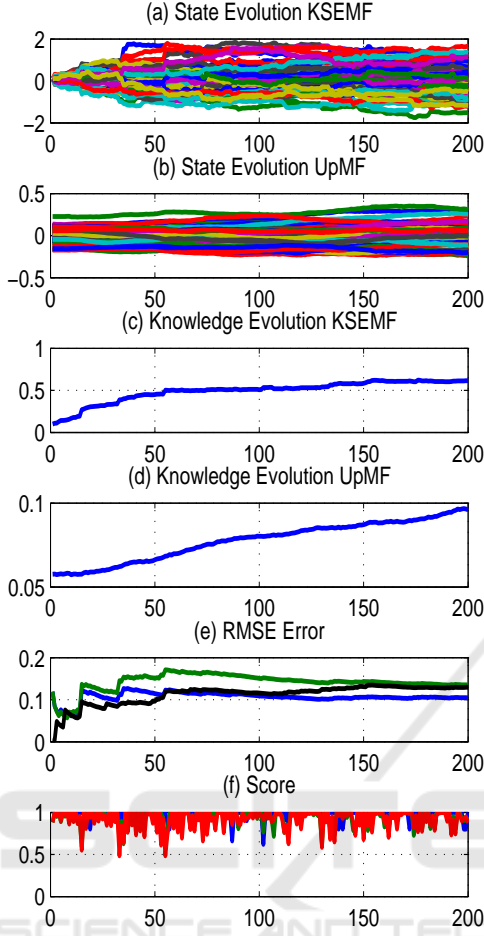 (a) State Evolution KSEMF
2
0
−2
0 50 100 150 200
(b) State Evolution UpMF
0.5
0
−0.5
0 50 100 150 200
(c) Knowledge Evolution KSEMF
1
0.5
0
0 50 100 150 200
(d) Knowledge Evolution UpMF
0.1
0.05
0 50 100 150 200
(e) RMSE Error
0.2
0.1
0
0 50 100 150 200
(f) Score
1
0.5
0
0 50 100 150 200
SCIENCE AND TE